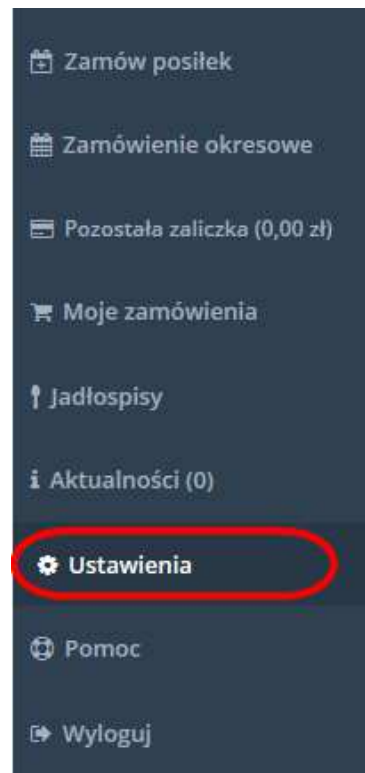 Zamów posiłek
Zamówienie okresowe
Pozostała zaliczka (0,00 zł)
Moje zamówienia
Jadłospisy
Aktualności (0)
Ustawienia
Pomoc
Wyloguj